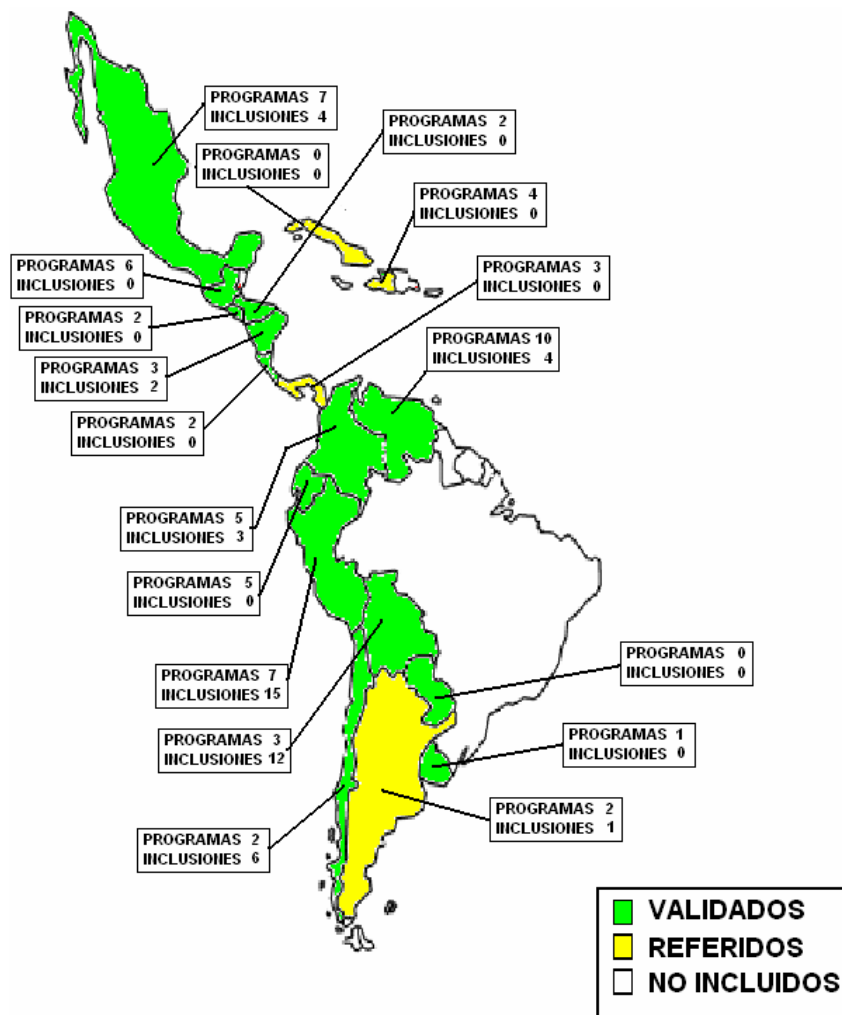 PROGRAMAS 7
INCLUSIONES 4
PROGRAMAS 2
INCLUSIONES 0
PROGRAMAS 0
INCLUSIONES 0
PROGRAMAS 4
INCLUSIONES 0
PROGRAMAS 6
INCLUSIONES 0
PROGRAMAS 3
INCLUSIONES 0
PROGRAMAS 2
INCLUSIONES 0
PROGRAMAS 10
INCLUSIONES 4
PROGRAMAS 3
INCLUSIONES 2
PROGRAMAS 2
INCLUSIONES 0
PROGRAMAS 5
INCLUSIONES 3
PROGRAMAS 5
INCLUSIONES 0
PROGRAMAS 0
INCLUSIONES 0
PROGRAMAS 7
INCLUSIONES 15
PROGRAMAS 3
INCLUSIONES 12
PROGRAMAS 1
INCLUSIONES 0
PROGRAMAS 2
INCLUSIONES 1
PROGRAMAS 2
INCLUSIONES 6
VALIDADOS
REFERIDOS
NO INCLUIDOS